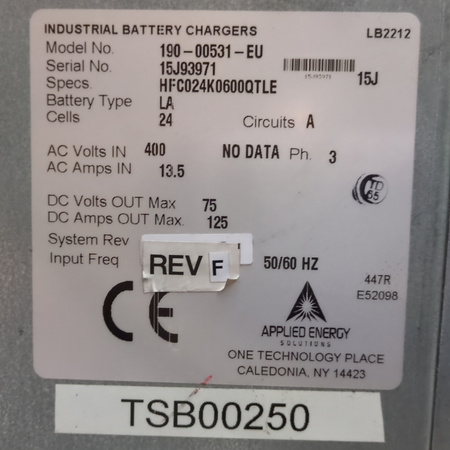 INDUSTRIAL BATTERY CHARGERS LB2212
Model No. 190-00531-EU
Serial No. 15J93971 15J
15J93971
Specs. HFC024K0600QTLE
Battery Type LA
Cells 24 Circuits A
AC Volts IN 400 NO DATA Ph. 3
AC Amps IN 13.5
DC Volts OUT Max 75
DC Amps OUT Max. 125
System Rev
Input Freq REV F 50/60 HZ
CE
447R
E52098
APPLIED ENERGY
SOLUTIONS
ONE TECHNOLOGY PLACE
CALEDONIA, NY 14423
TSB00250